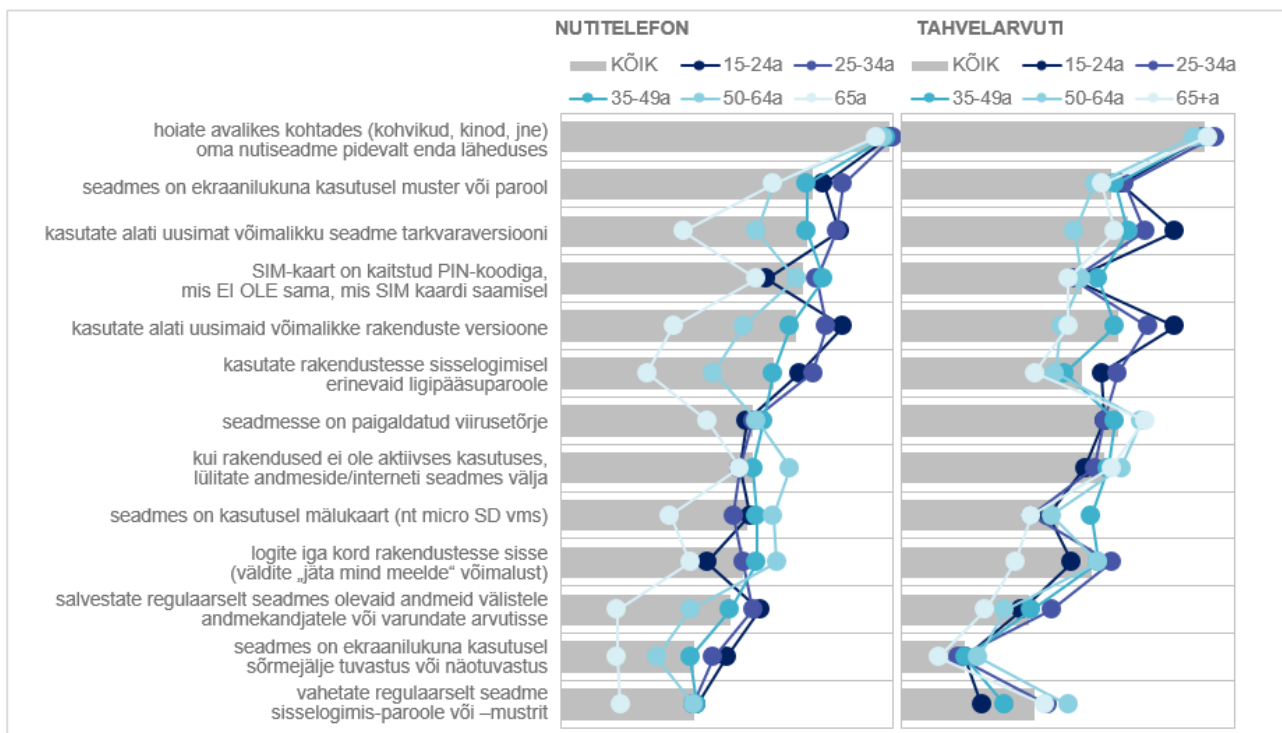 NUTITELEFON
TAHVELARVUTI
KÕIK 15-24a 25-34a
35-49a 50-64a 65a
KÕIK 15-24a 25-34a
35-49a 50-64a 65+a
hoiate avalikes kohtades (kohvikud, kinod, jne)
oma nutiseadme pidevalt enda läheduses
seadmes on ekraanilukuna kasutusel muster või parool
kasutate alati uusimat võimalikku seadme tarkvaraversiooni
SIM-kaart on kaitstud PIN-koodiga,
mis EI OLE sama, mis SIM kaardi saamisel
kasutate alati uusimaid võimalikke rakenduste versioone
kasutate rakendustesse sisselogimisel
erinevaid ligipääsuparoole
seadmesse on paigaldatud viirusetõrje
kui rakendused ei ole aktiivses kasutuses,
lülitate andmeside/interneti seadmes välja
seadmes on kasutusel mälukaart (nt micro SD vms)
logite iga kord rakendustesse sisse
(väldite „jäta mind meelde“ võimalust)
salvestate regulaarselt seadmes olevaid andmeid välistele
andmekandjatele või varundate arvutisse
seadmes on ekraanilukuna kasutusel
sõrmejälje tuvastus või näotuvastus
vahetate regulaarselt seadme
sisselogimis-paroole või –mustrit